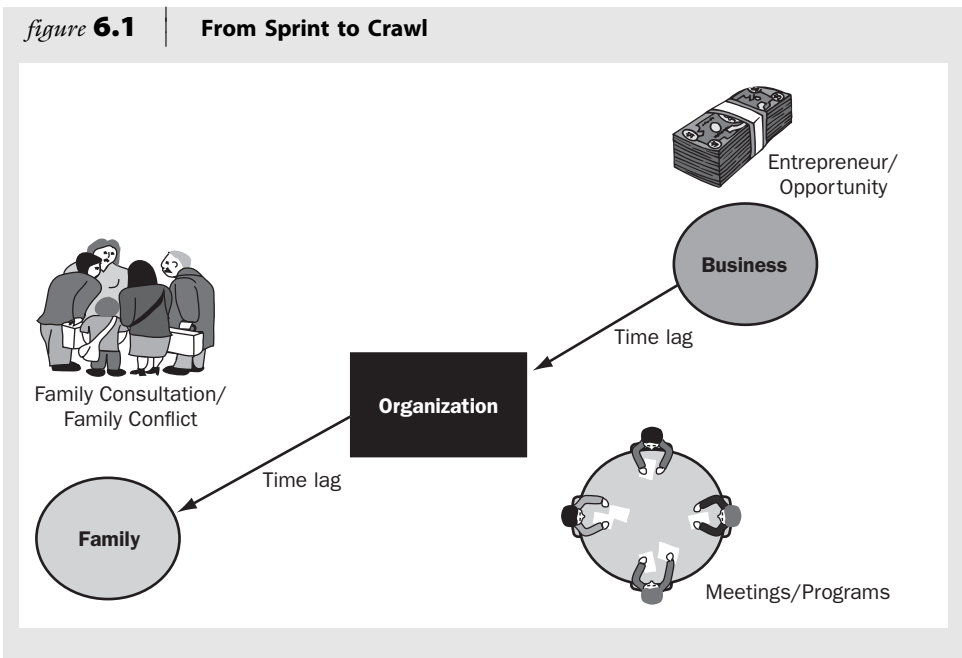 figure 6.1 From Sprint to Crawl
Entrepreneur/
Opportunity
Business
Time lag
Family Consultation/
Family Conflict
Organization
Time lag
Family
Meetings/Programs